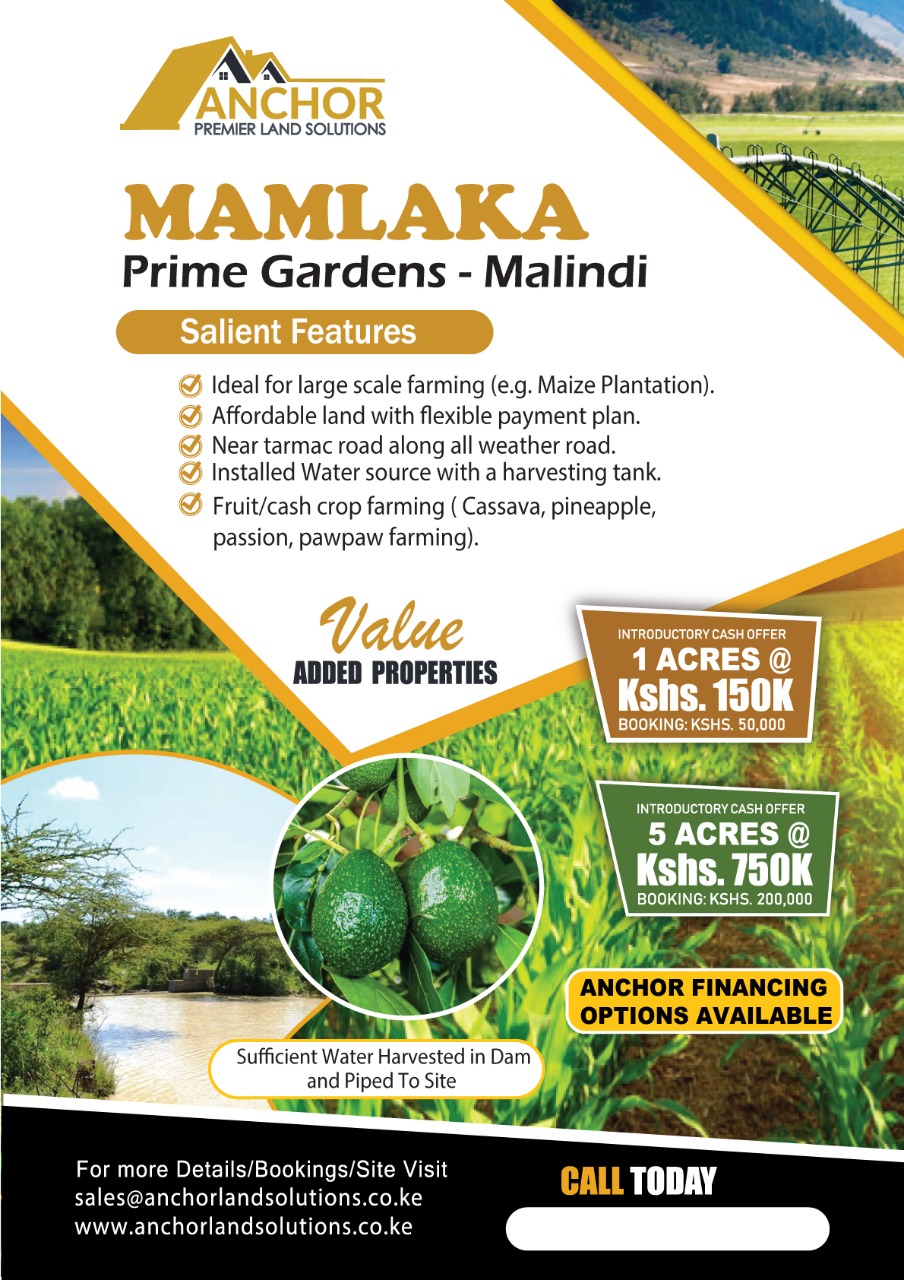 ANCHOR
PREMIER LAND SOLUTIONS
MAMLAKA
Prime Gardens - Malindi
Salient Features
Ideal for large scale farming (e.g. Maize Plantation).
Affordable land with flexible payment plan.
Near tarmac road along all weather road.
Installed Water source with a harvesting tank.
Fruit/cash crop farming ( Cassava, pineapple,
passion, pawpaw farming).
Value
ADDED PROPERTIES
INTRODUCTORY CASH OFFER
1 ACRES @
Kshs. 150K
BOOKING: KSHS. 50,000
INTRODUCTORY CASH OFFER
5 ACRES @
Kshs. 750K
BOOKING: KSHS. 200,000
ANCHOR FINANCING
OPTIONS AVAILABLE
Sufficient Water Harvested in Dam
and Piped To Site
For more Details/Bookings/Site Visit
sales@anchorlandsolutions.co.ke
www.anchorlandsolutions.co.ke
CALL TODAY